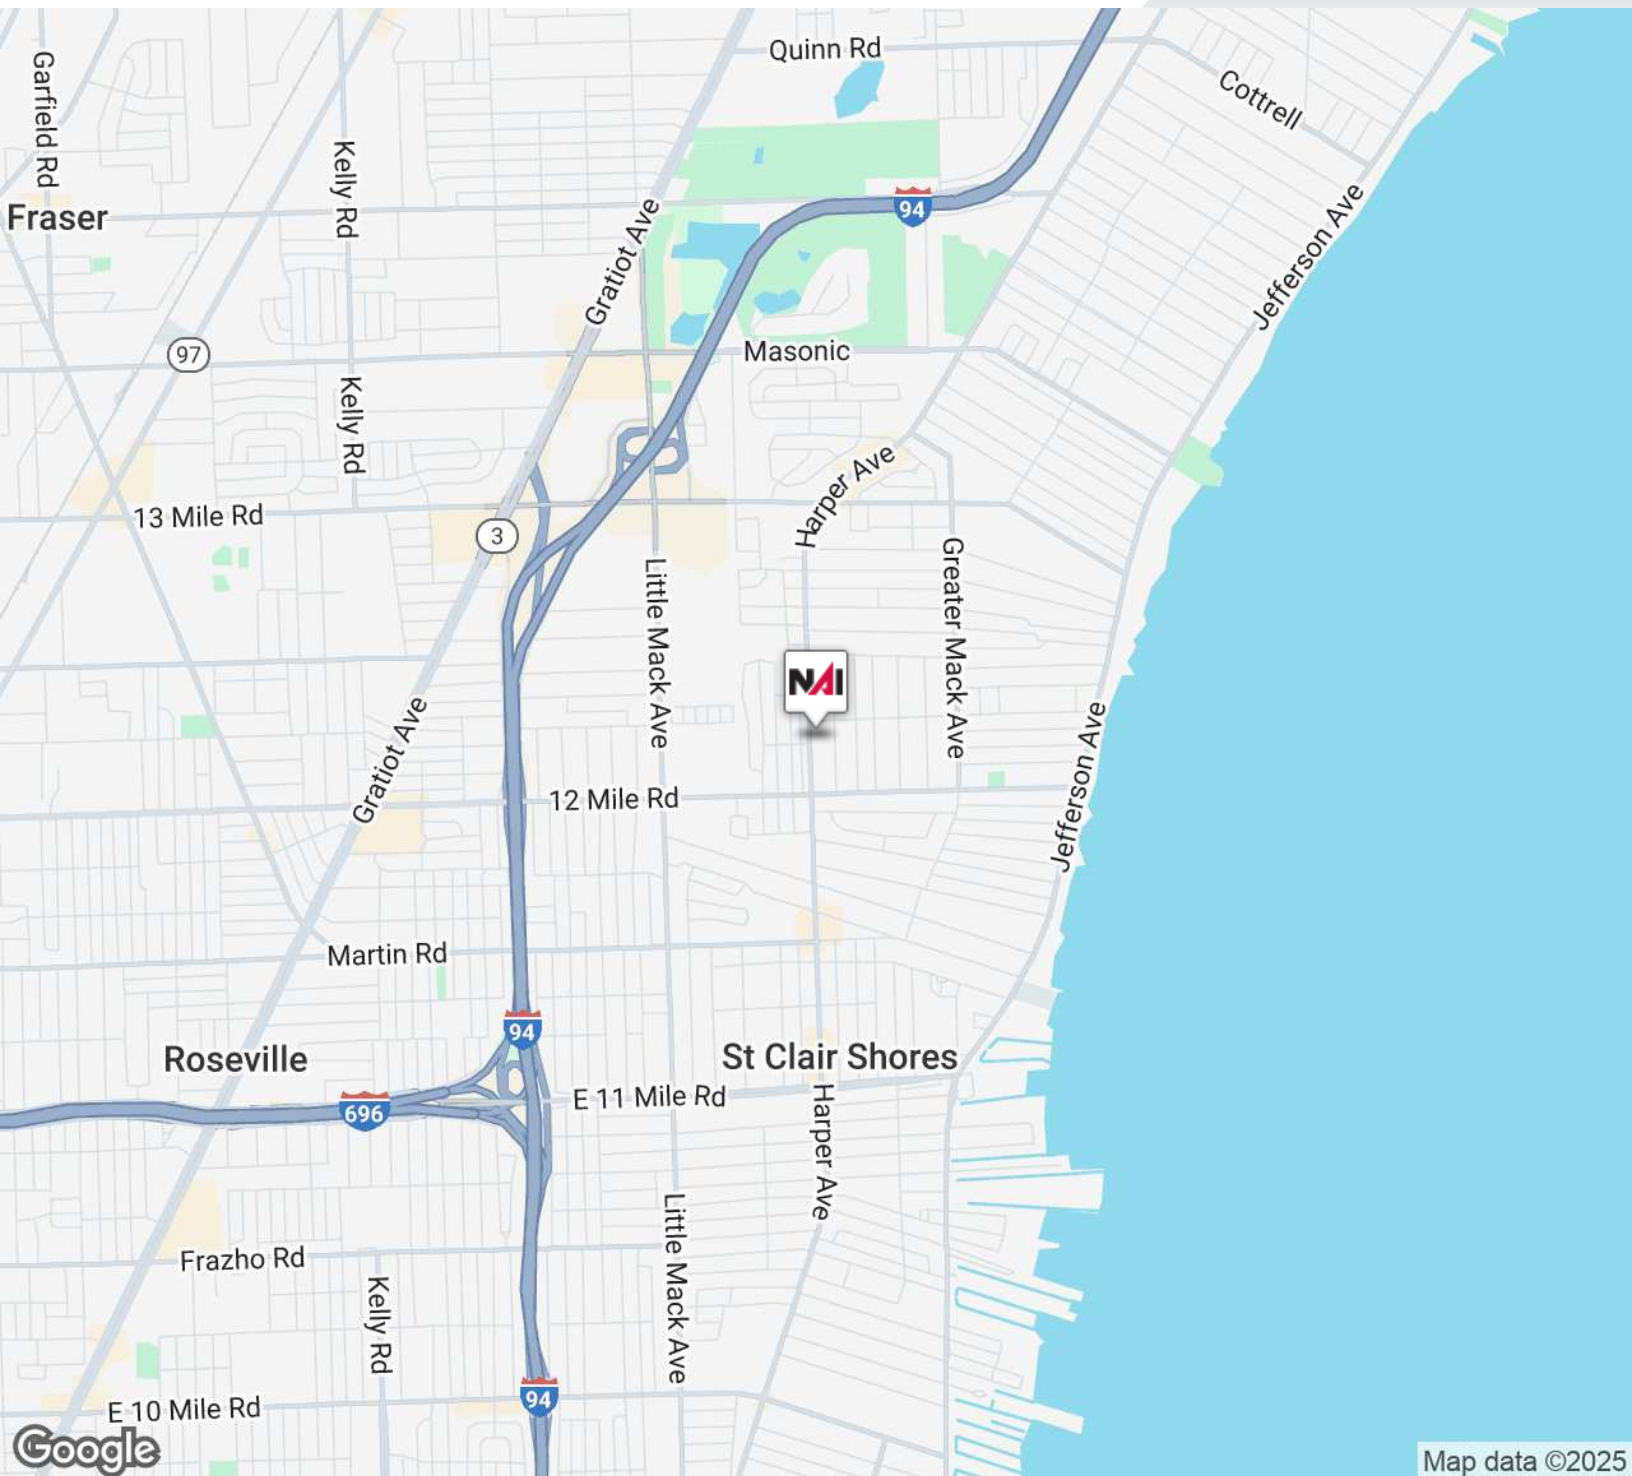 Quinn Rd
Cottrell
Garfield Rd
Kelly Rd
Fraser
94
Gratiot Ave
Jefferson Ave
97
Masonic
Kelly Rd
Harper Ave
13 Mile Rd
3
Little Mack Ave
Greater Mack Ave
NAI
Gratiot Ave
Jefferson Ave
12 Mile Rd
Martin Rd
94
Roseville
St Clair Shores
696
E 11 Mile Rd
Harper Ave
Little Mack Ave
Frazho Rd
Kelly Rd
94
E 10 Mile Rd
Google
Map data ©2025